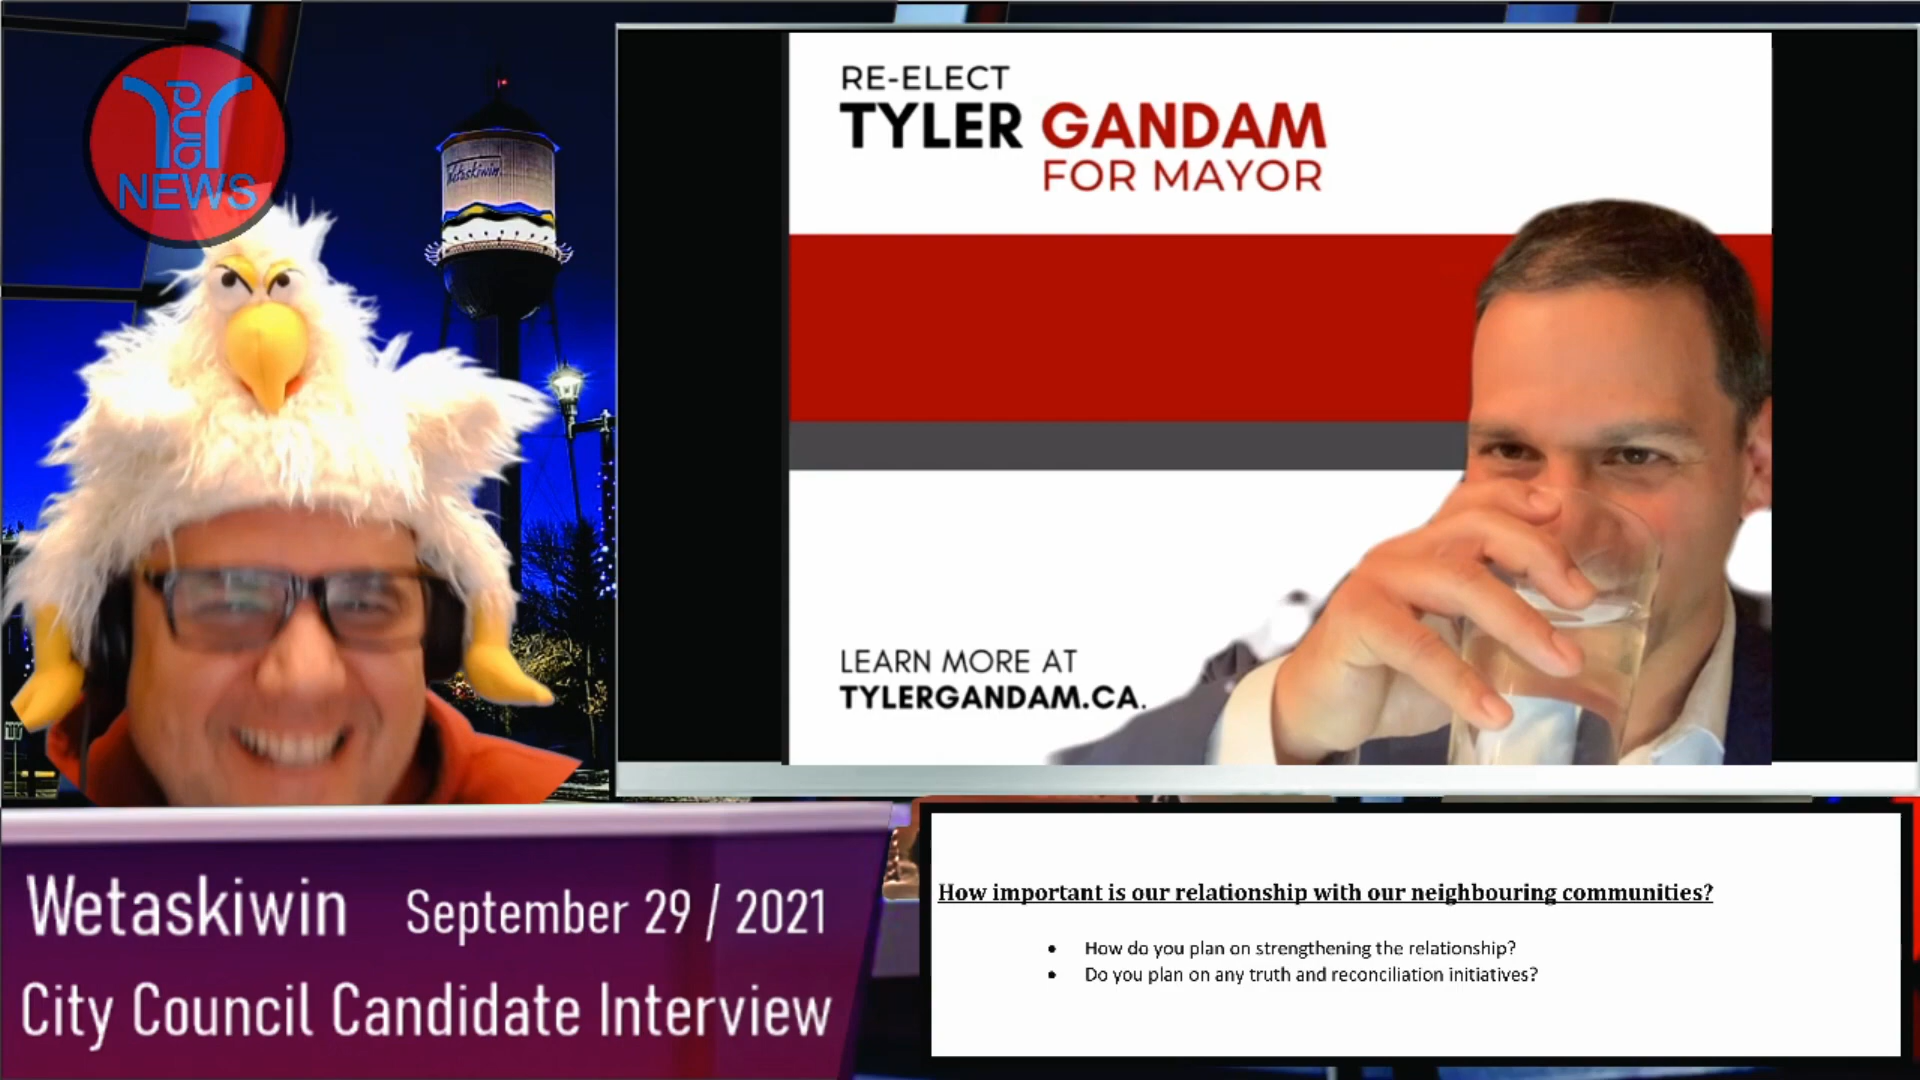 Y and Y
NEWS
Wetaskiwin
RE-ELECT
TYLER GANDAM
FOR MAYOR
LEARN MORE AT
TYLERGANDAM.CA.
Wetaskiwin September 29 / 2021
City Council Candidate Interview
How important is our relationship with our neighbouring communities?
• How do you plan on strengthening the relationship?
• Do you plan on any truth and reconciliation initiatives?